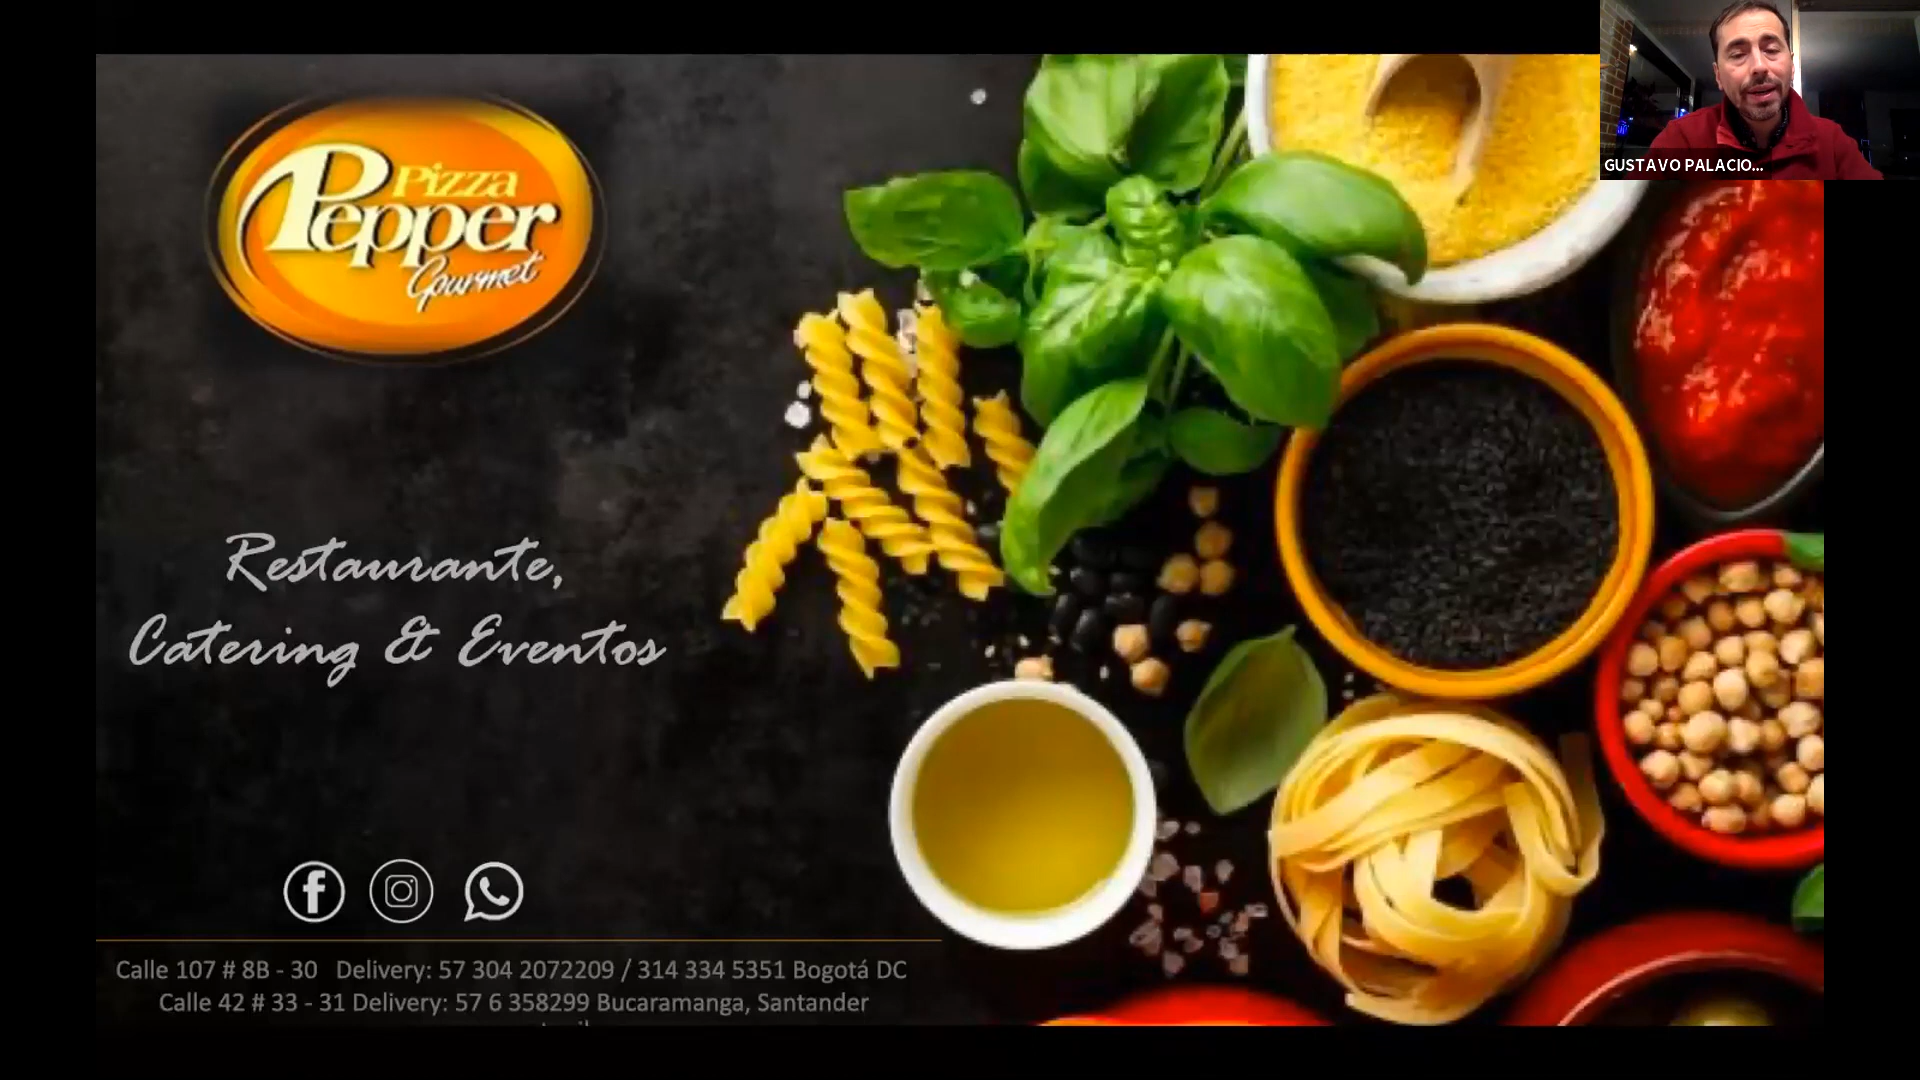 Pizza
Pepper
Gourmet
GUSTAVO PALACIO...
Restaurante,
Catering & Eventos
Calle 107 # 8B - 30 Delivery: 57 304 2072209 / 314 334 5351 Bogotá DC
Calle 42 # 33 - 31 Delivery: 57 6 358299 Bucaramanga, Santander